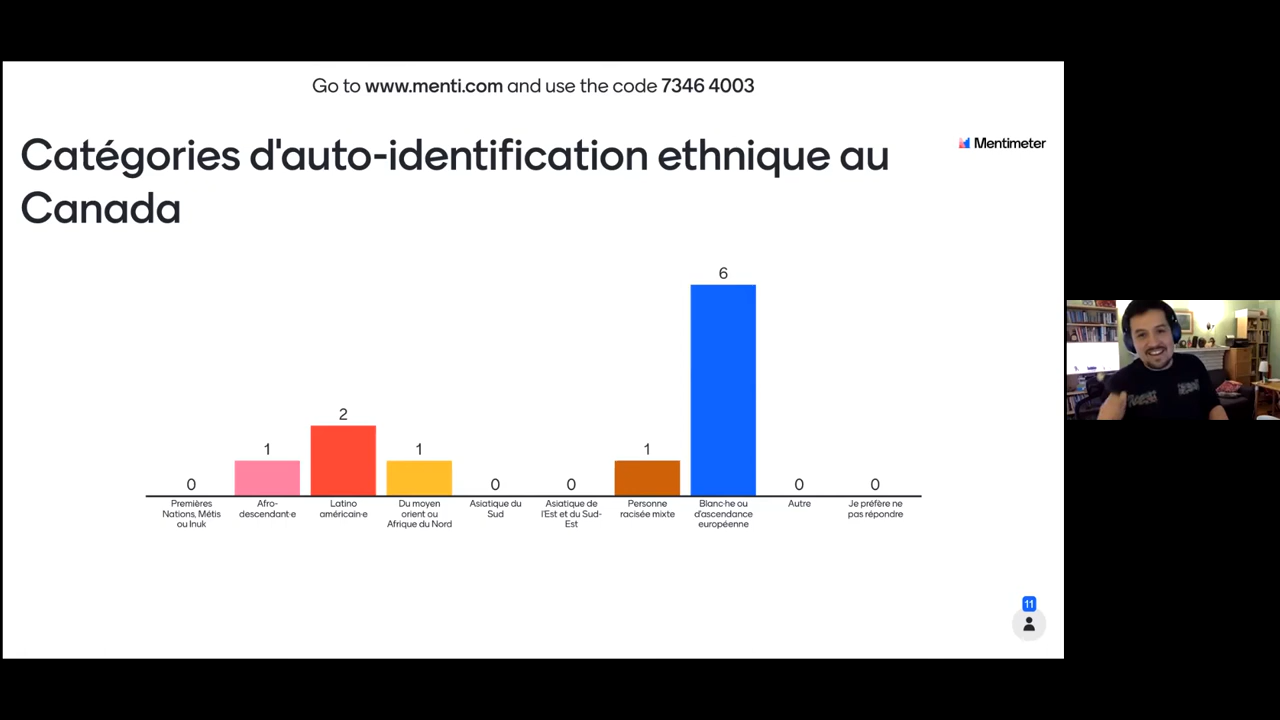 Go to www.menti.com and use the code 7346 4003
Catégories d'auto-identification ethnique au
Canada
Mentimeter
0
1
2
1
0
0
1
6
0
0
Premières
Nations, Métis
ou Inuk
Afro-
descendant·e
Latino
américain·e
Du moyen
orient ou
Afrique du Nord
Asiatique du
Sud
Asiatique de
l'Est et du Sud-
Est
Personne
racisée mixte
Blanc·he ou
d'ascendance
européenne
Autre
Je préfère ne
pas répondre
11